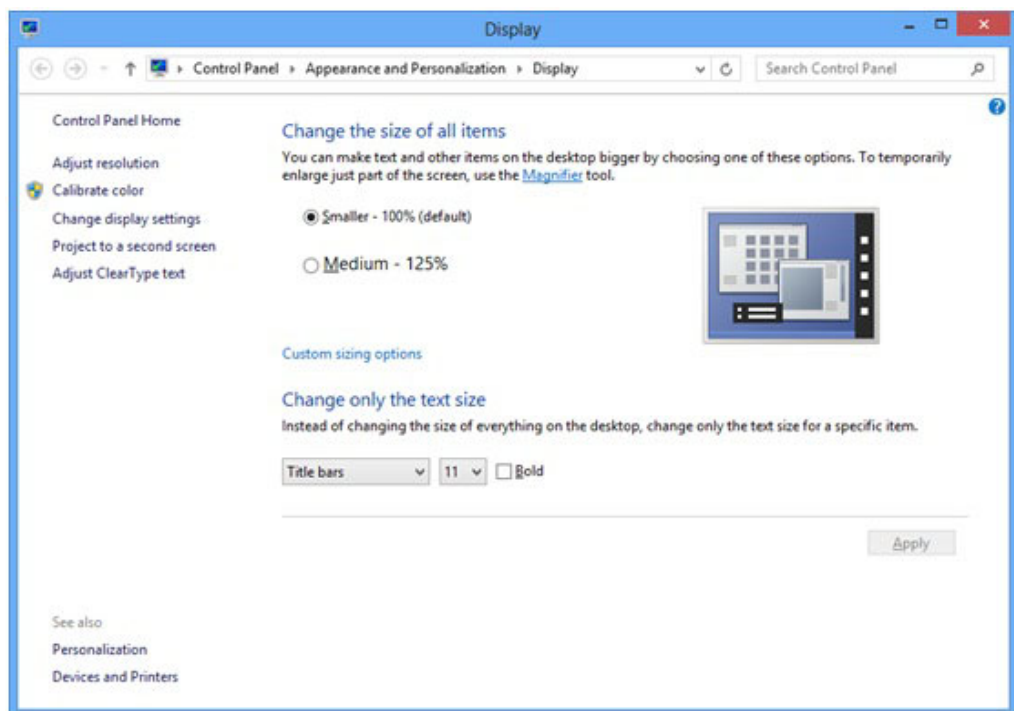 Display
Control Panel Appearance and Personalization Display
Search Control Panel
Control Panel Home
Adjust resolution
Calibrate color
Change display settings
Project to a second screen
Adjust ClearType text
See also
Personalization
Devices and Printers
Change the size of all items
You can make text and other items on the desktop bigger by choosing one of these options. To temporarily
enlarge just part of the screen, use the Magnifier tool.
Smaller - 100% (default)
Medium - 125%
Custom sizing options
Change only the text size
Instead of changing the size of everything on the desktop, change only the text size for a specific item.
Title bars 11 Bold
Apply